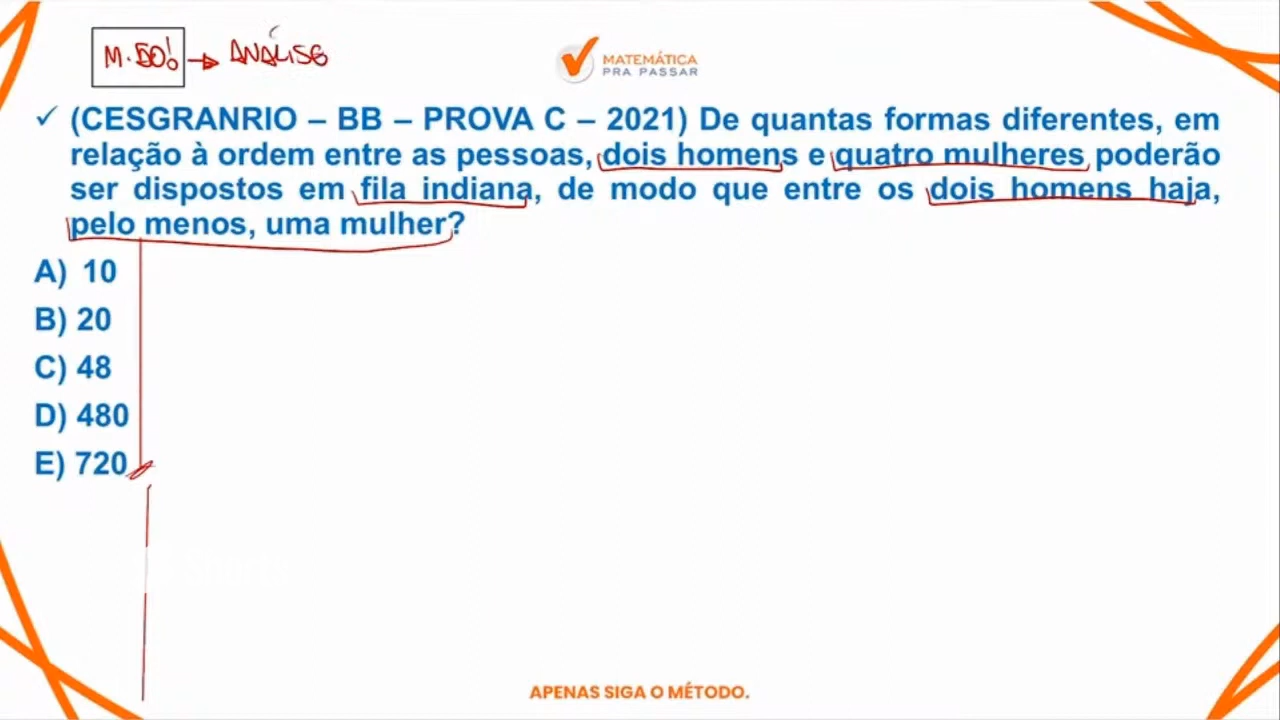 M.50! → ANÁLISE
MATEMÁTICA
PRA PASSAR
✓ (CESGRANRIO – BB – PROVA C – 2021) De quantas formas diferentes, em
relação à ordem entre as pessoas, dois homens e quatro mulheres poderão
ser dispostos em fila indiana, de modo que entre os dois homens haja,
pelo menos, uma mulher?
A) 10
B) 20
C) 48
D) 480
E) 720
APENAS SIGA O MÉTODO.